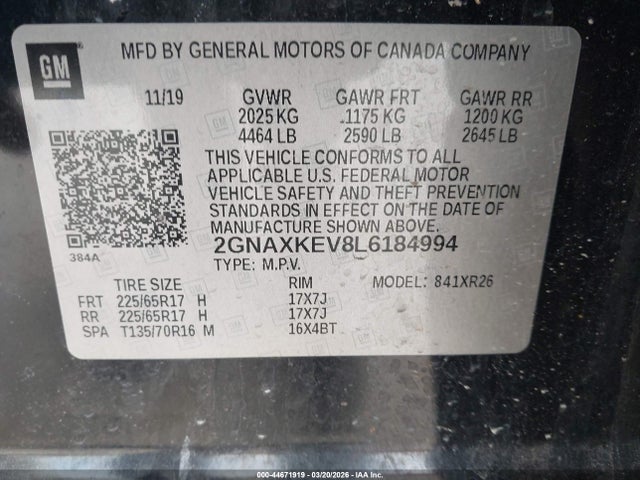 GM
MFD BY GENERAL MOTORS OF CANADA COMPANY
11/19 GVWR GAWR FRT GAWR RR
2025 KG 1175 KG 1200 KG
4464 LB 2590 LB 2645 LB
THIS VEHICLE CONFORMS TO ALL
APPLICABLE U.S. FEDERAL MOTOR
VEHICLE SAFETY AND THEFT PREVENTION
STANDARDS IN EFFECT ON THE DATE OF
MANUFACTURE SHOWN ABOVE.
384A 2GNAXKEV8L6184994
TYPE: M.P.V.
TIRE SIZE RIM MODEL: 841XR26
FRT 225/65R17 H 17X7J
RR 225/65R17 H 17X7J
SPA T135/70R16 M 16X4BT
000-44671919 | 03/20/2026 | IAA Inc.